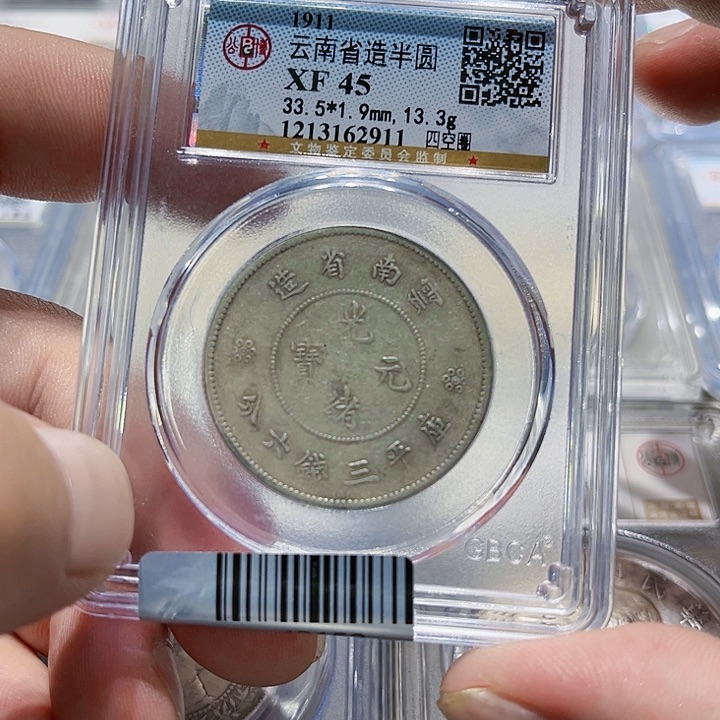 1911
云南省造半圆
XF 45
33.5*1.9mm,13.3g
1213162911 四空圈
文物鉴定委员会监制
雲南省造
光緒元寶
庫平三錢六分
GBCA